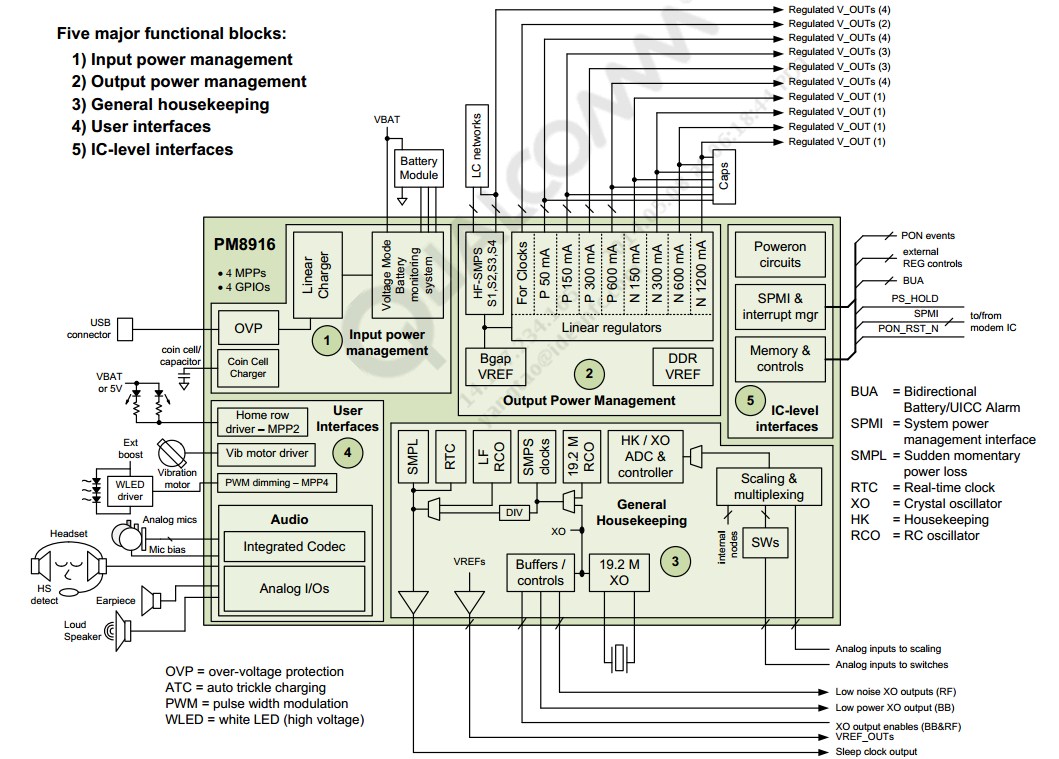 Five major functional blocks:
1) Input power management
2) Output power management
3) General housekeeping
4) User interfaces
5) IC-level interfaces
Regulated V_OUTs (4)
Regulated V_OUTs (2)
Regulated V_OUTs (4)
Regulated V_OUTs (3)
Regulated V_OUTs (3)
Regulated V_OUTs (4)
Regulated V_OUT (1)
Regulated V_OUT (1)
Regulated V_OUT (1)
Regulated V_OUT (1)
QUALCOMM
VBAT
Battery
Module
LC networks
Caps
PM8916
• 4 MPPs
• 4 GPIOs
Linear
Charger
Voltage Mode
Battery
monitoring
system
OVP
Coin Cell
Charger
1
Input power
management
HF-SMPS
S1,S2,S3,S4
For Clocks
P 50 mA
P 150 mA
P 300 mA
P 600 mA
N 150 mA
N 300 mA
N 600 mA
N 1200 mA
Linear regulators
Bgap
VREF
2
DDR
VREF
Output Power Management
Poweron
circuits
SPMI &
interrupt mgr
Memory &
controls
5
IC-level
interfaces
PON events
external
REG controls
BUA
PS_HOLD
SPMI
PON_RST_N
to/from
modem IC
USB
connector
coin cell/
capacitor
VBAT
or 5V
Ext
boost
WLED
driver
Vibration
motor
Analog mics
Mic bias
Headset
HS
detect
Earpiece
Loud
Speaker
Home row
driver – MPP2
User
Interfaces
Vib motor driver
4
PWM dimming – MPP4
Audio
Integrated Codec
Analog I/Os
SMPL
RTC
LF
RCO
SMPS
clocks
19.2 M
RCO
HK / XO
ADC &
controller
Scaling &
multiplexing
DIV
General
Housekeeping
XO
internal
nodes
SWs
VREFs
Buffers /
controls
19.2 M
XO
3
BUA = Bidirectional
Battery/UICC Alarm
SPMI = System power
management interface
SMPL = Sudden momentary
power loss
RTC = Real-time clock
XO = Crystal oscillator
HK = Housekeeping
RCO = RC oscillator
OVP = over-voltage protection
ATC = auto trickle charging
PWM = pulse width modulation
WLED = white LED (high voltage)
Analog inputs to scaling
Analog inputs to switches
Low noise XO outputs (RF)
Low power XO output (BB)
XO output enables (BB&RF)
VREF_OUTs
Sleep clock output